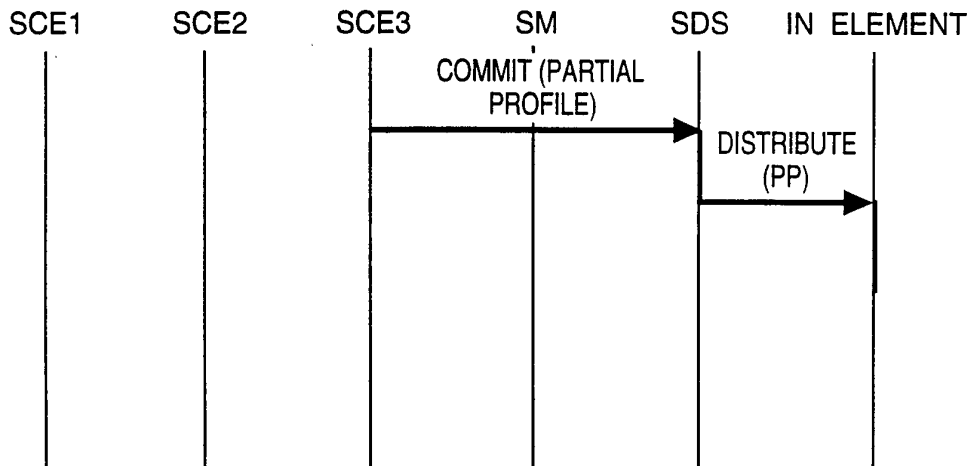 SCE1 SCE2 SCE3 SM SDS IN ELEMENT
COMMIT (PARTIAL
PROFILE)
DISTRIBUTE
(PP)